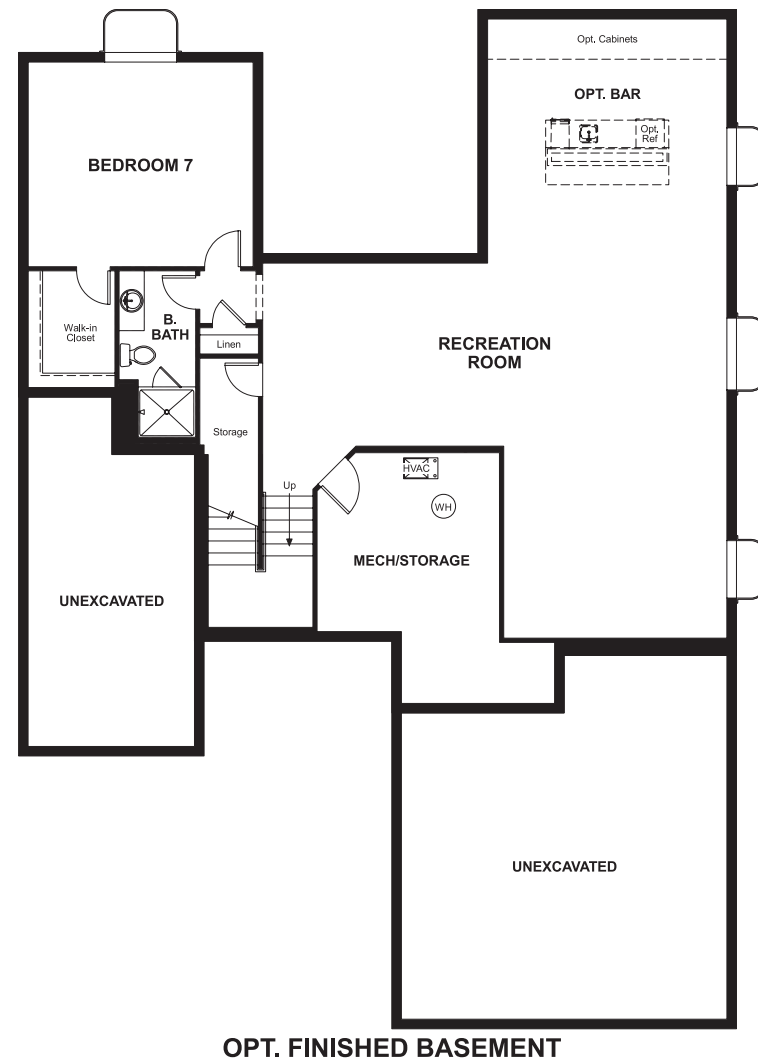 Opt. Cabinets
OPT. BAR
Opt.
Ref
BEDROOM 7
Walk-in
Closet
B.
BATH
Linen
RECREATION
ROOM
Storage
Up
HVAC
WH
MECH/STORAGE
UNEXCAVATED
UNEXCAVATED
OPT. FINISHED BASEMENT